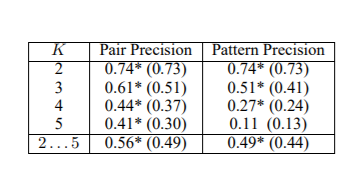 K Pair Precision Pattern Precision
2 0.74* (0.73) 0.74* (0.73)
3 0.61* (0.51) 0.51* (0.41)
4 0.44* (0.37) 0.27* (0.24)
5 0.41* (0.30) 0.11 (0.13)
2...5 0.56* (0.49) 0.49* (0.44)